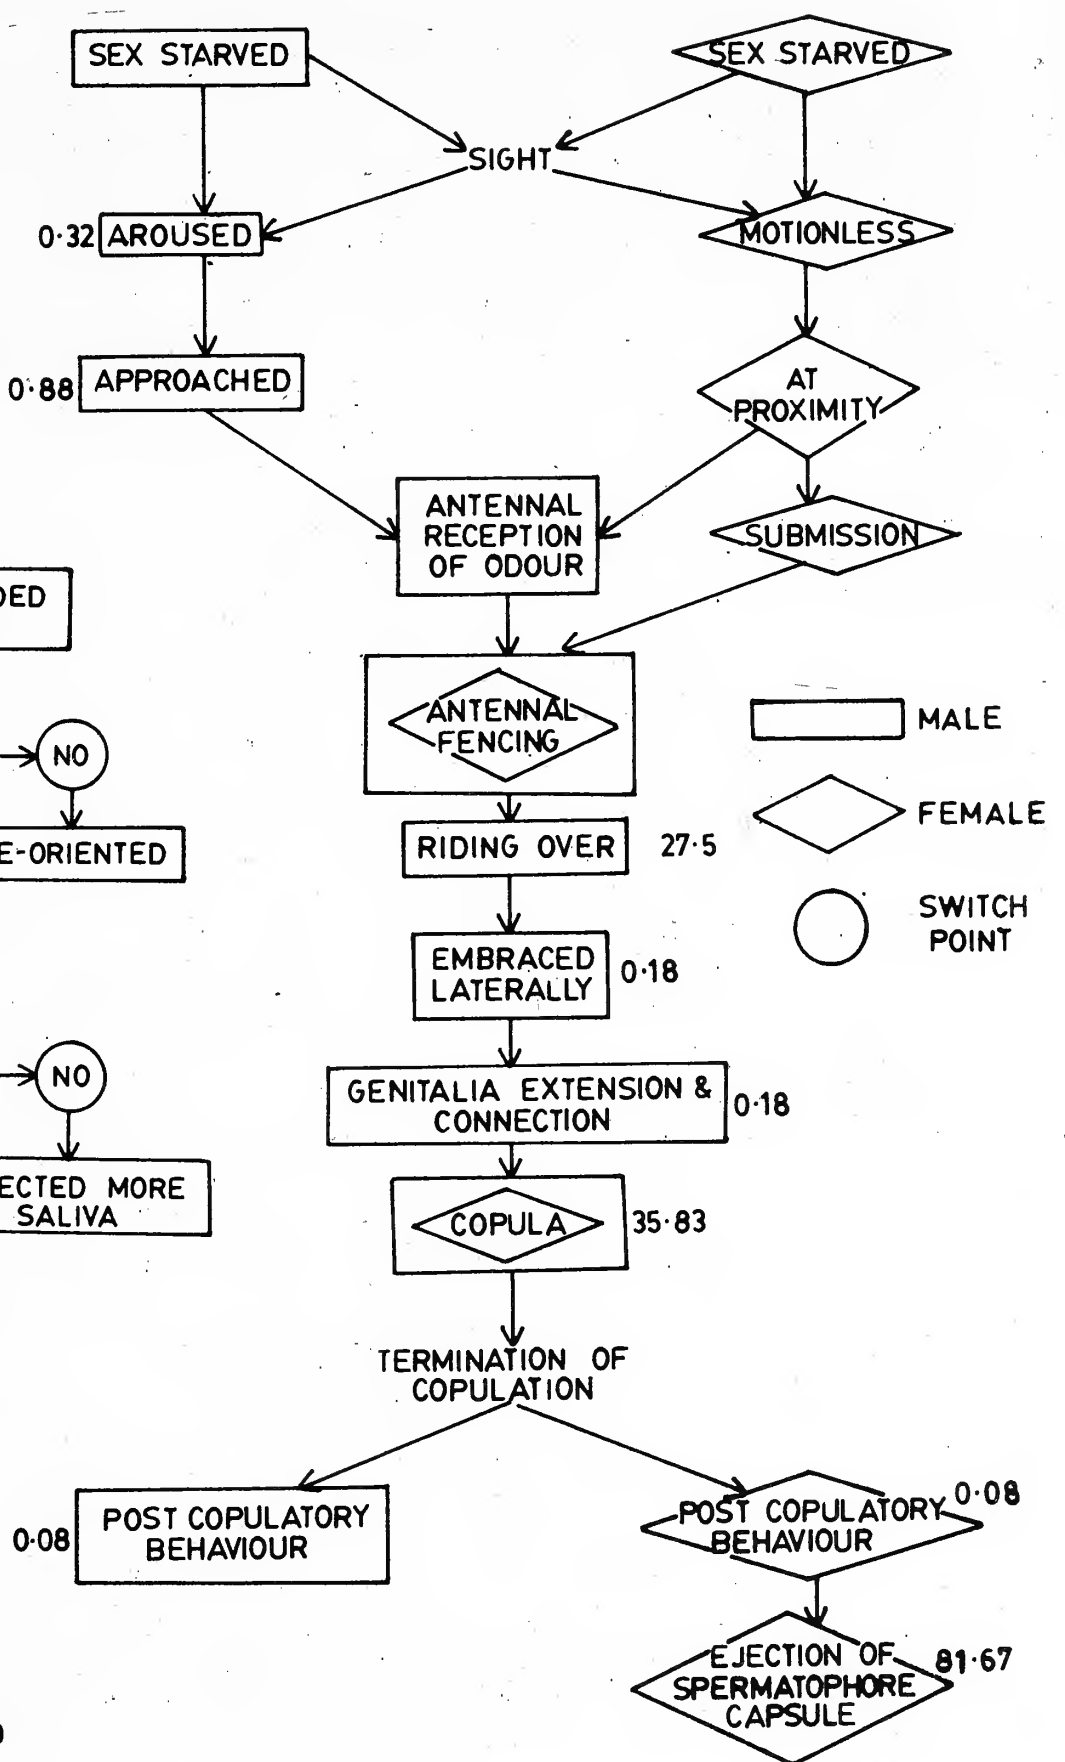 SEX STARVED
SEX STARVED
SIGHT
0·32
AROUSED
MOTIONLESS
0·88
APPROACHED
AT
PROXIMITY
ANTENNAL
RECEPTION
OF ODOUR
SUBMISSION
ANTENNAL
FENCING
MALE
FEMALE
SWITCH
POINT
NO
E-ORIENTED
RIDING OVER
27·5
EMBRACED
LATERALLY
0·18
NO
GENITALIA EXTENSION &
CONNECTION
0·18
ECTED MORE
SALIVA
COPULA
35·83
TERMINATION OF
COPULATION
0·08
POST COPULATORY
BEHAVIOUR
POST COPULATORY
BEHAVIOUR
0·08
EJECTION OF
SPERMATOPHORE
CAPSULE
81·67